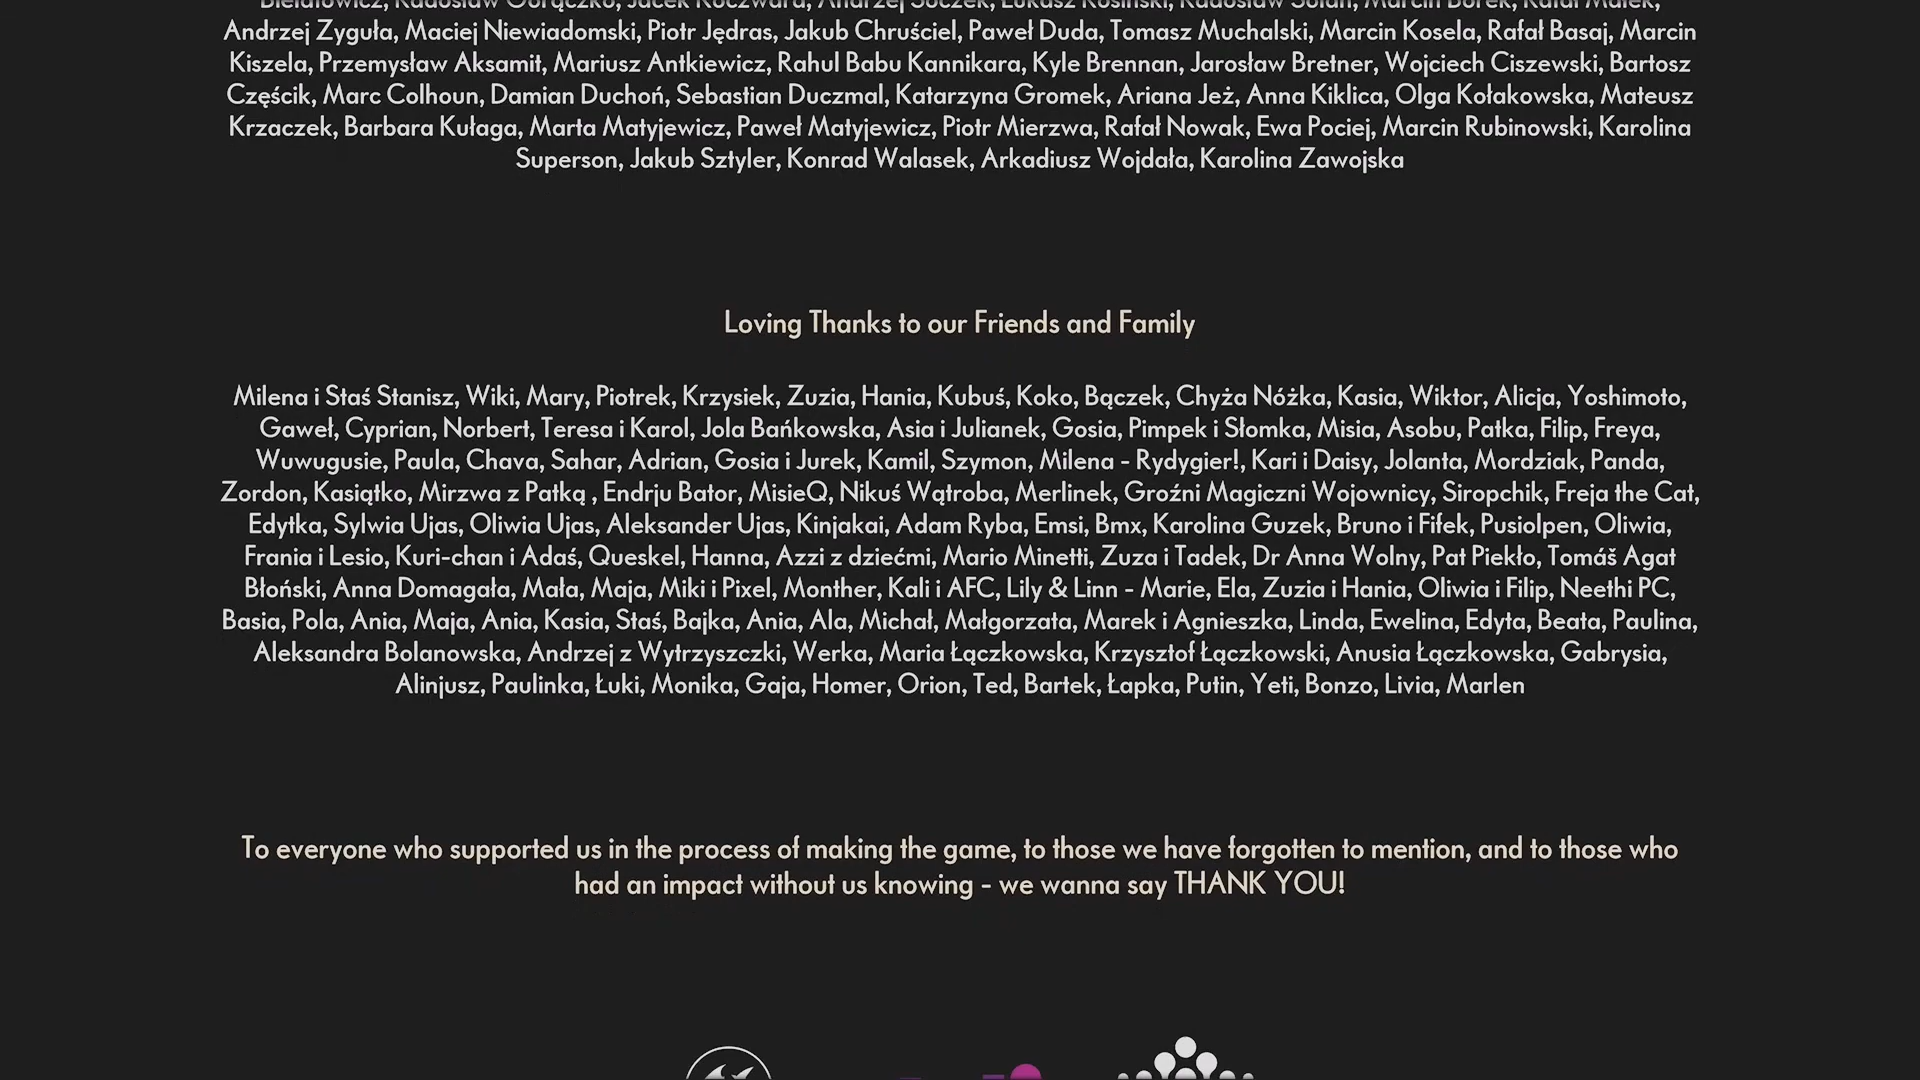 Bielatowicz, Radosław Gorączko, Jacek Koczwara, Andrzej Soczek, Łukasz Kosiński, Radosław Solan, Marcin Borek, Rafał Małek,
Andrzej Zyguła, Maciej Niewiadomski, Piotr Jędras, Jakub Chruściel, Paweł Duda, Tomasz Muchalski, Marcin Kosela, Rafał Basaj, Marcin
Kiszela, Przemysław Aksamit, Mariusz Antkiewicz, Rahul Babu Kannikara, Kyle Brennan, Jarosław Bretner, Wojciech Ciszewski, Bartosz
Częścik, Marc Colhoun, Damian Duchoń, Sebastian Duczmal, Katarzyna Gromek, Ariana Jeż, Anna Kiklica, Olga Kołakowska, Mateusz
Krzaczek, Barbara Kułaga, Marta Matyjewicz, Paweł Matyjewicz, Piotr Mierzwa, Rafał Nowak, Ewa Pociej, Marcin Rubinowski, Karolina
Superson, Jakub Sztyler, Konrad Walasek, Arkadiusz Wojdała, Karolina Zawojska
Loving Thanks to our Friends and Family
Milena i Staś Stanisz, Wiki, Mary, Piotrek, Krzysiek, Zuzia, Hania, Kubuś, Koko, Bączek, Chyża Nóżka, Kasia, Wiktor, Alicja, Yoshimoto,
Gaweł, Cyprian, Norbert, Teresa i Karol, Jola Bańkowska, Asia i Julianek, Gosia, Pimpek i Słomka, Misia, Asobu, Patka, Filip, Freya,
Wuwugusie, Paula, Chava, Sahar, Adrian, Gosia i Jurek, Kamil, Szymon, Milena - Rydygier!, Kari i Daisy, Jolanta, Mordziak, Panda,
Zordon, Kasiątko, Mirzwa z Patką , Endrju Bator, MisieQ, Nikuś Wątroba, Merlinek, Groźni Magiczni Wojownicy, Siropchik, Freja the Cat,
Edytka, Sylwia Ujas, Oliwia Ujas, Aleksander Ujas, Kinjakai, Adam Ryba, Emsi, Bmx, Karolina Guzek, Bruno i Fifek, Pusiolpen, Oliwia,
Frania i Lesio, Kuri-chan i Adaś, Queskel, Hanna, Azzi z dziećmi, Mario Minetti, Zuza i Tadek, Dr Anna Wolny, Pat Piekło, Tomáš Agat
Błoński, Anna Domagała, Mała, Maja, Miki i Pixel, Monther, Kali i AFC, Lily & Linn - Marie, Ela, Zuzia i Hania, Oliwia i Filip, Neethi PC,
Basia, Pola, Ania, Maja, Ania, Kasia, Staś, Bajka, Ania, Ala, Michał, Małgorzata, Marek i Agnieszka, Linda, Ewelina, Edyta, Beata, Paulina,
Aleksandra Bolanowska, Andrzej z Wytrzyszczki, Werka, Maria Łączkowska, Krzysztof Łączkowski, Anusia Łączkowska, Gabrysia,
Alinjusz, Paulinka, Łuki, Monika, Gaja, Homer, Orion, Ted, Bartek, Łapka, Putin, Yeti, Bonzo, Livia, Marlen
To everyone who supported us in the process of making the game, to those we have forgotten to mention, and to those who
had an impact without us knowing - we wanna say THANK YOU!